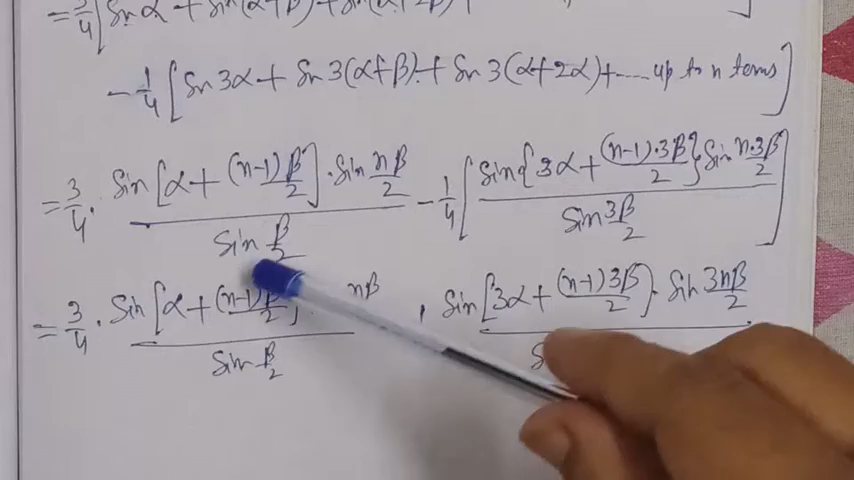 = 3/4 [Sin α + Sin(α+β) + Sin(α+2β) +
- 1/4 [Sin 3α + Sin 3(α+β) + Sin 3(α+2α) + .... up to n terms]
= 3/4 · Sin[α + (n-1)β/2] · Sin nβ/2 / Sin β/2 - 1/4 [Sin{3α + (n-1)·3β/2} Sin n·3β/2 / Sin 3β/2]
= 3/4 · Sin[α + (n-1)β/2] nβ / Sin β/2 Sin[3α + (n-1)3β/2] · Sin 3nβ/2